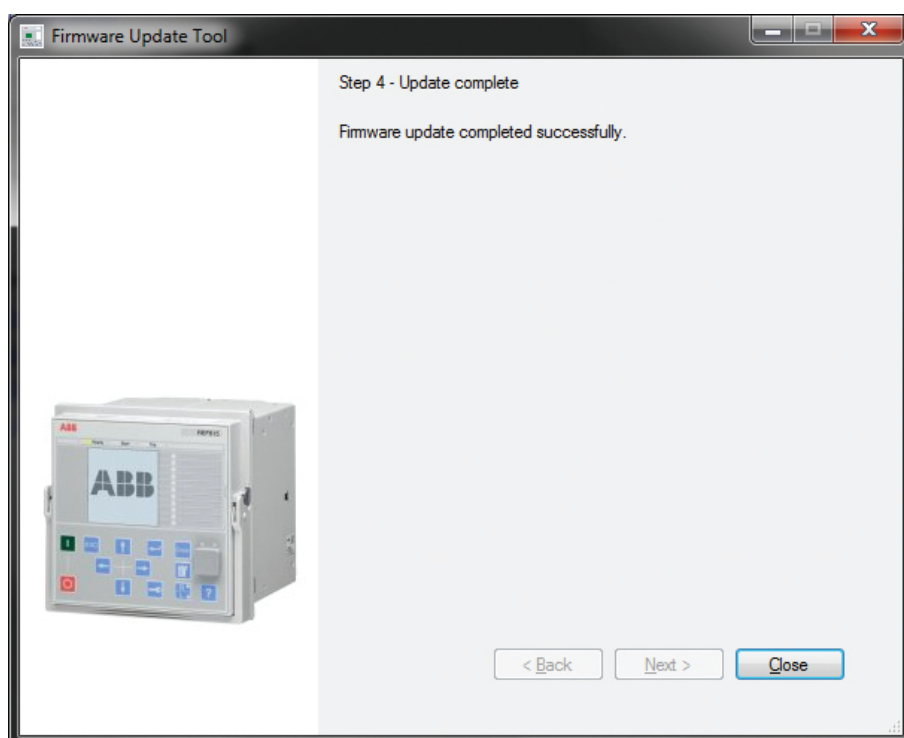 Firmware Update Tool
Step 4 - Update complete
Firmware update completed successfully.
ABB
ABB
?
< Back
Next >
Close